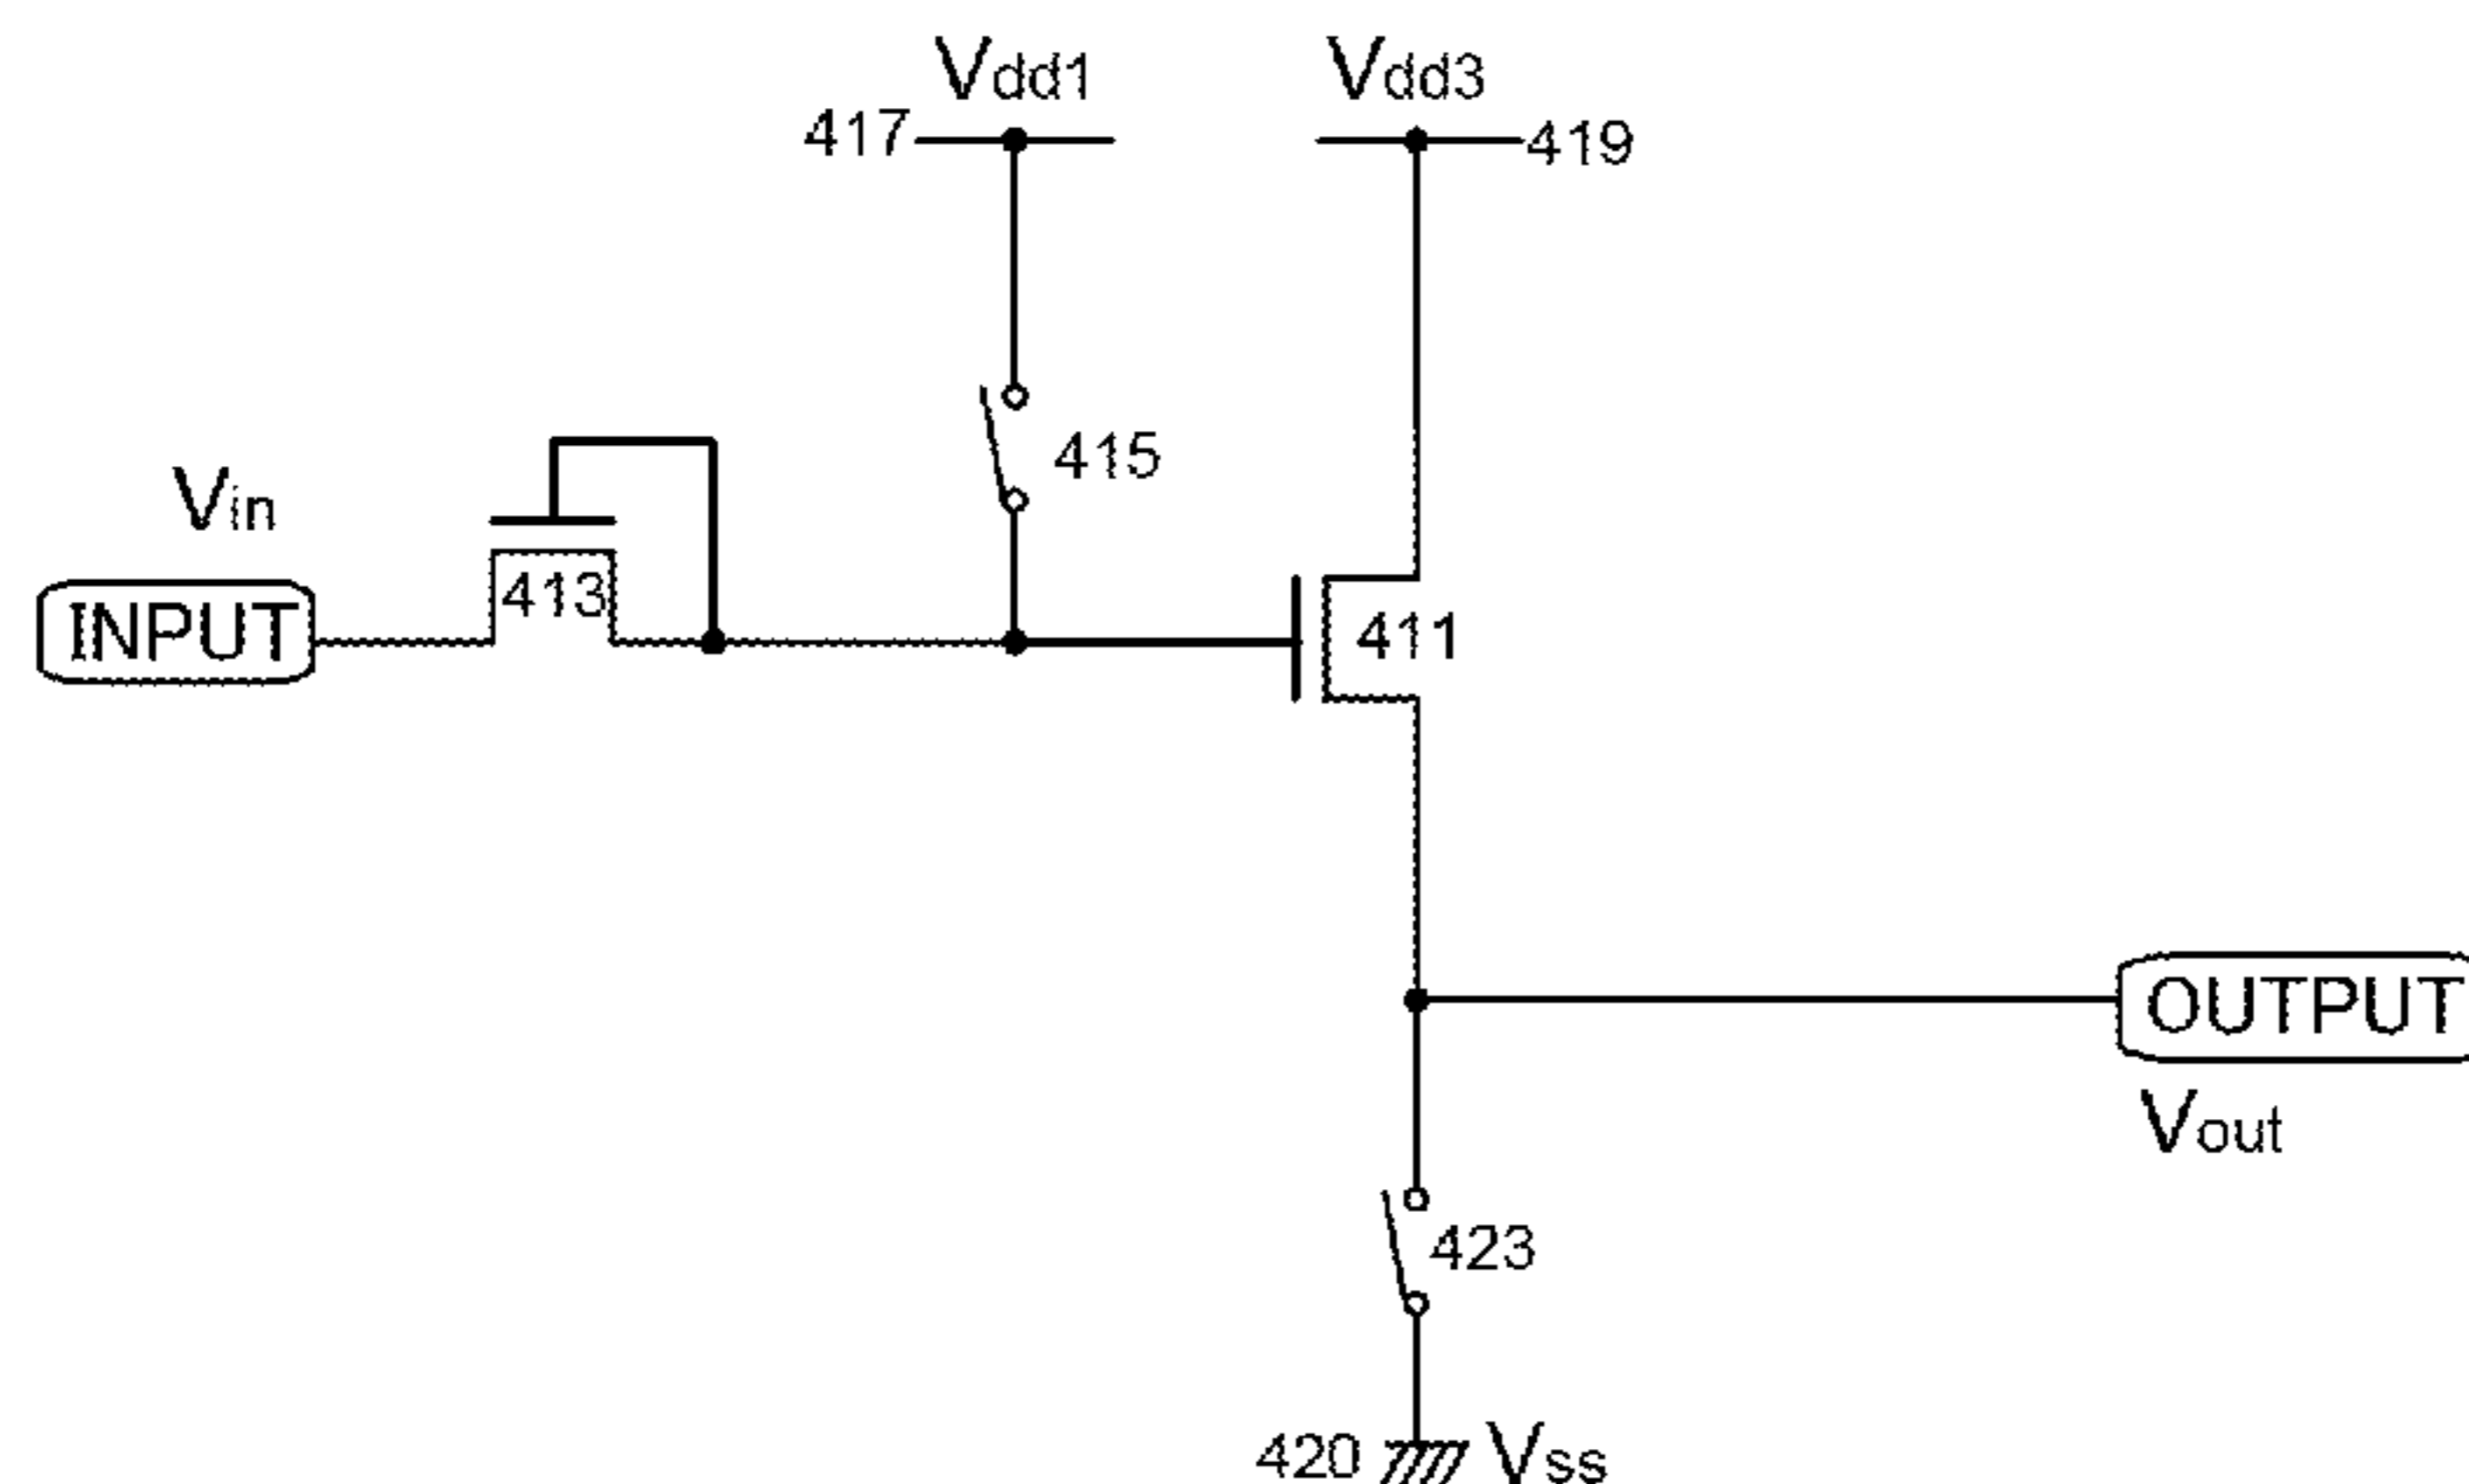 Vdd1
Vdd3
417
419
415
Vin
413
INPUT
411
OUTPUT
Vout
423
420
Vss